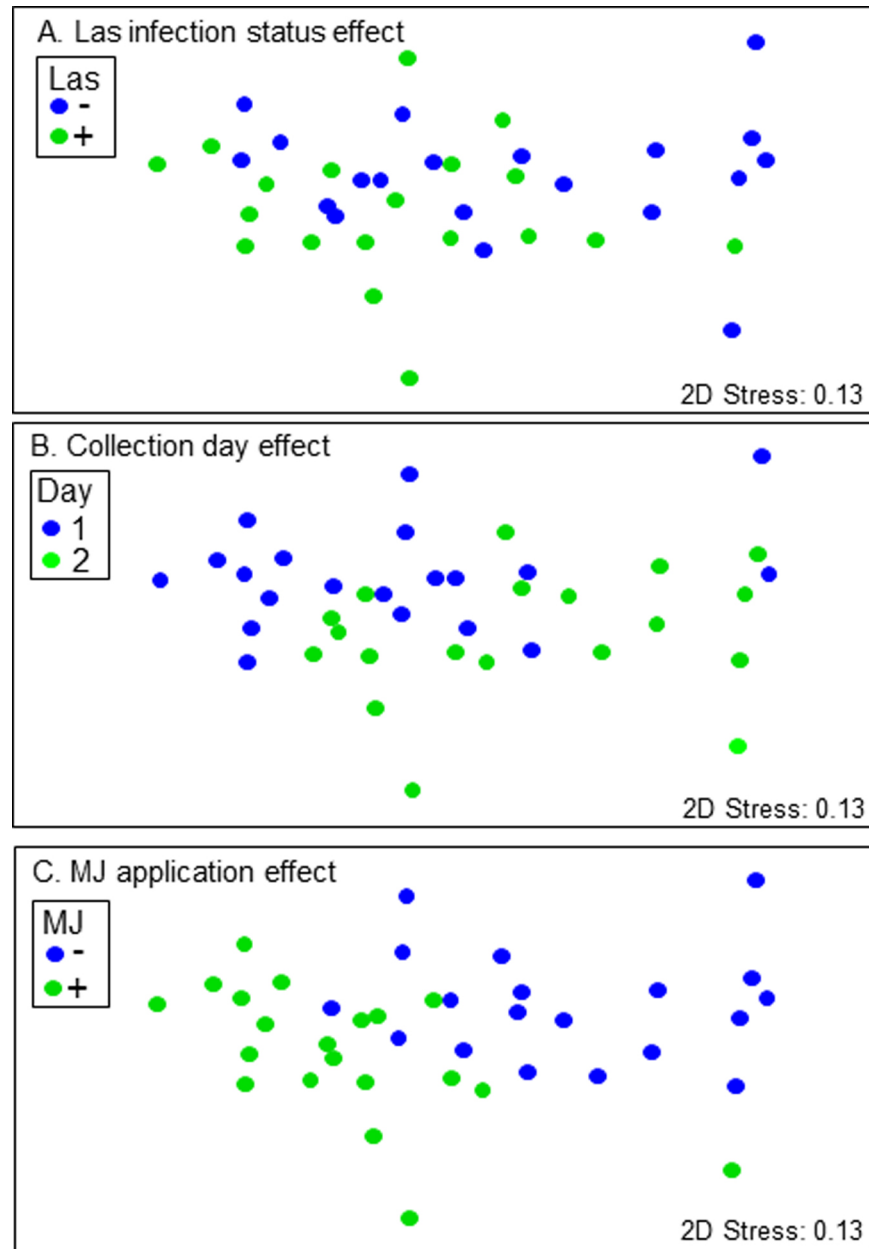 A. Las infection status effect
Las
-
+
2D Stress: 0.13
B. Collection day effect
Day
1
2
2D Stress: 0.13
C. MJ application effect
MJ
-
+
2D Stress: 0.13